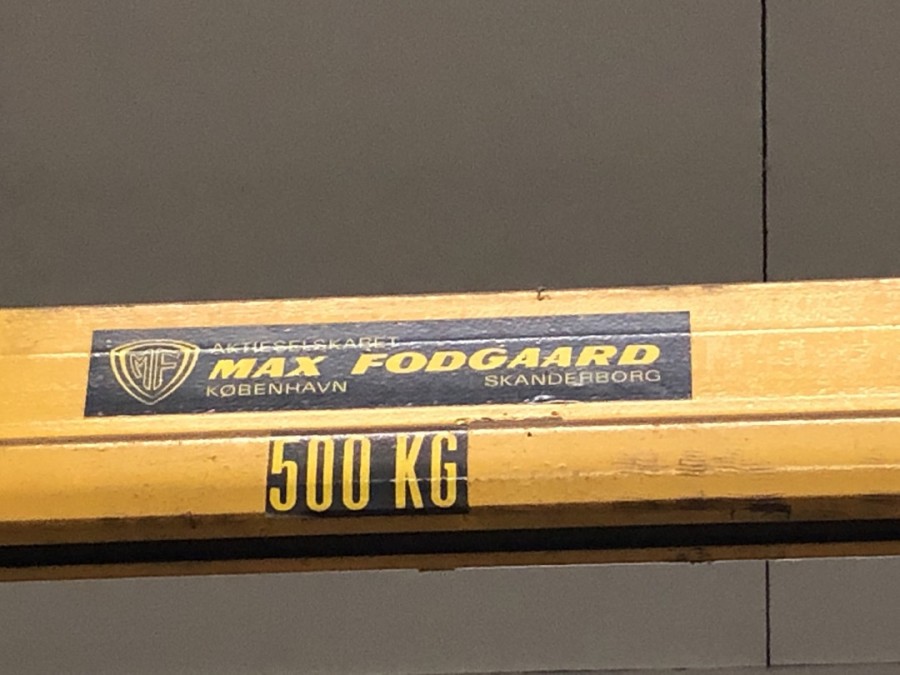 MF
AKTIESELSKABET
MAX FODGAARD
KØBENHAVN SKANDERBORG
500 KG